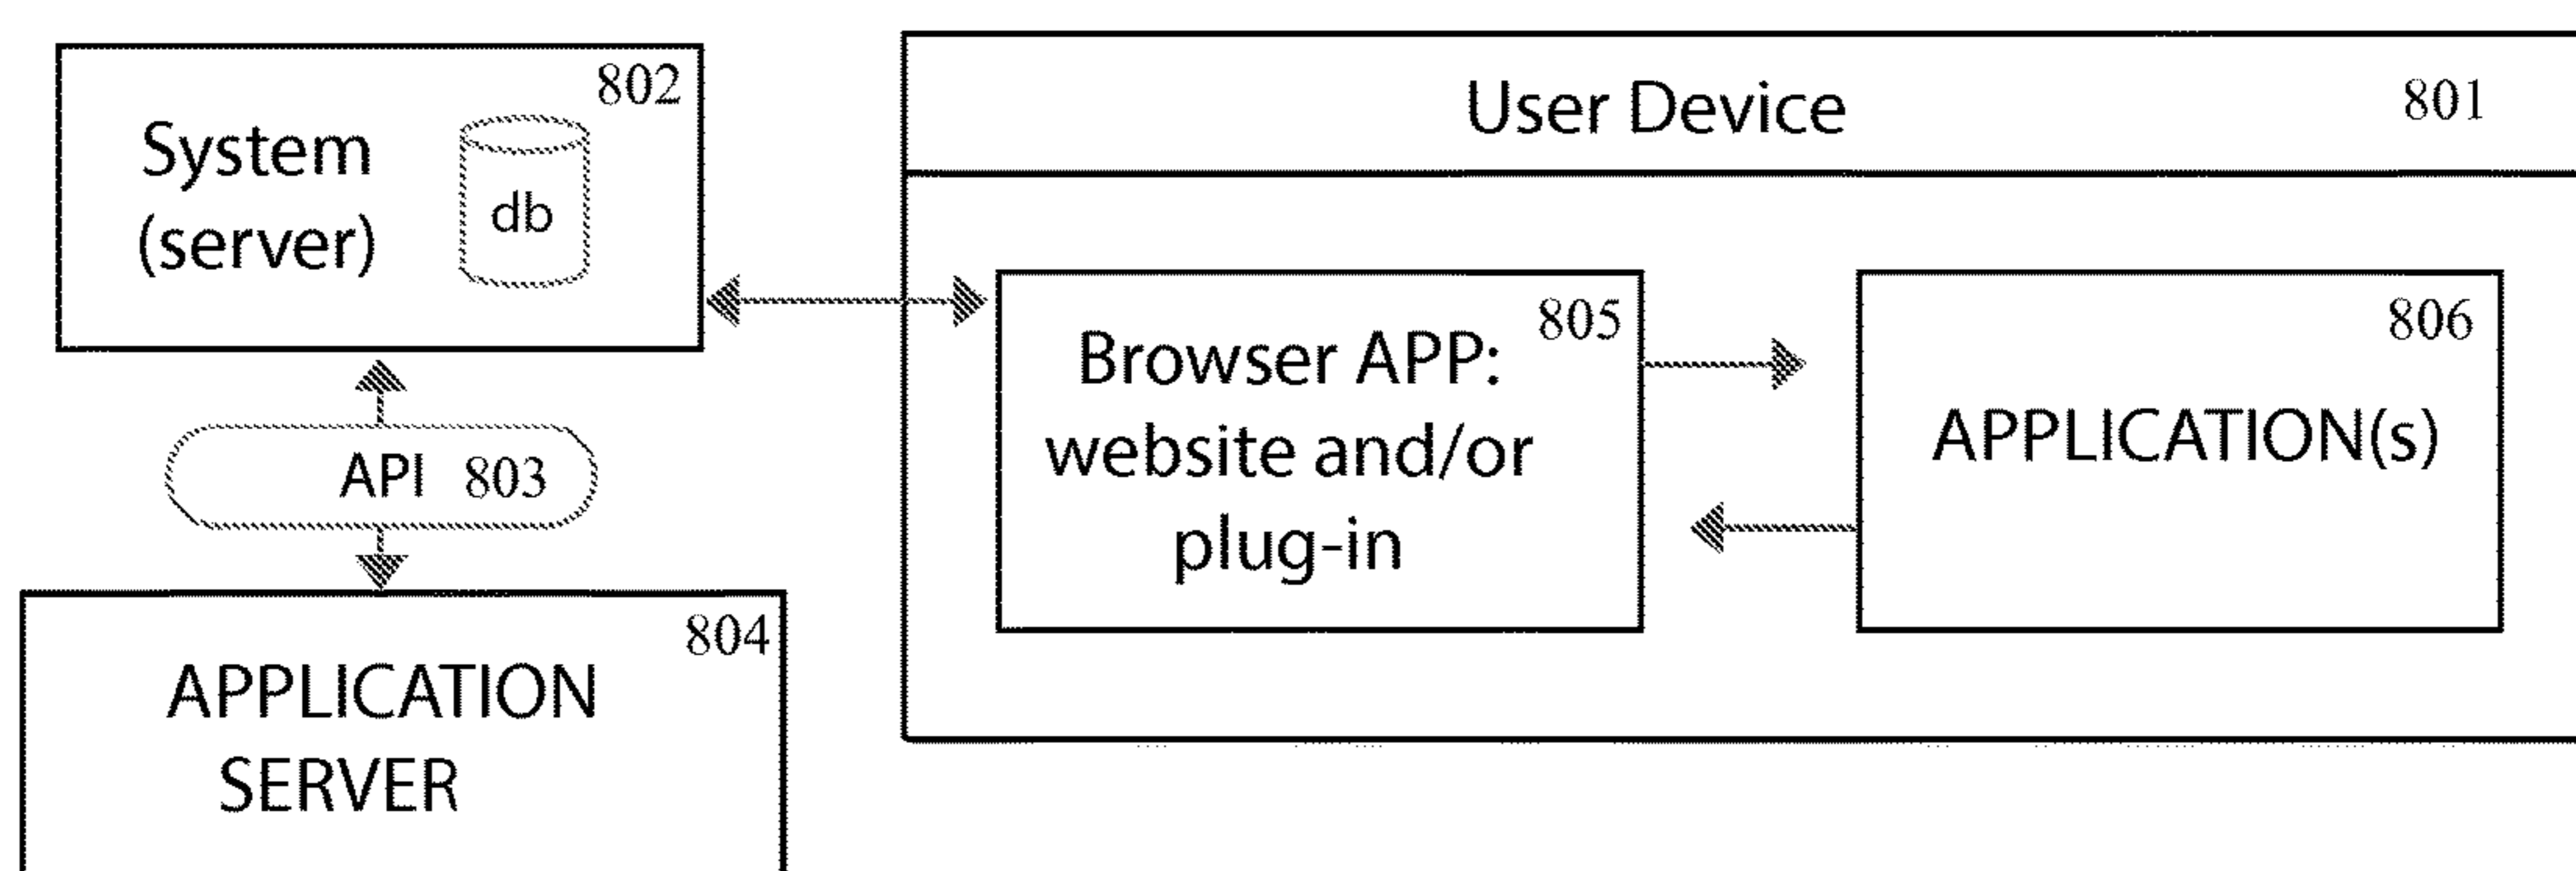 802
System
(server)
db
API 803
804
APPLICATION
SERVER
User Device 801
805
Browser APP:
website and/or
plug-in
806
APPLICATION(s)